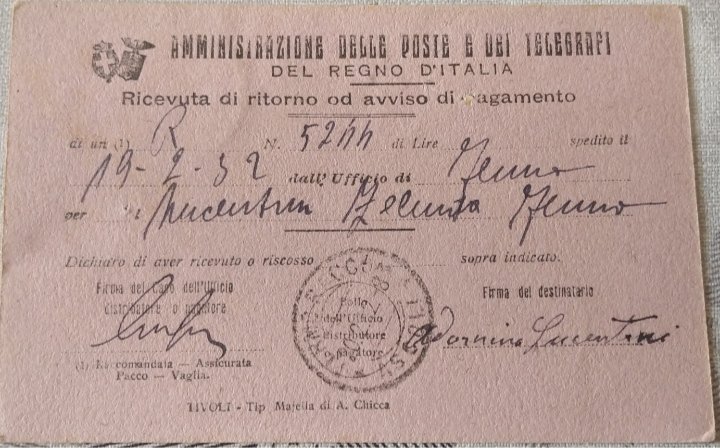 AMMINISTRAZIONE DELLE POSTE E DEI TELEGRAFI
DEL REGNO D'ITALIA
Ricevuta di ritorno od avviso di pagamento
di un (1) R N. 5244 di Lire spedito il
19-2-32 dall' Ufficio di Jenne
per Jenne
Dichiaro di aver ricevuto o riscosso sopra indicato.
Firma del Capo dell'Ufficio
distributore o pagatore
Firma del destinatario
Bollo
dell'Ufficio
distributore
pagatore
Lucentini
(1) Raccomandata — Assicurata
Pacco — Vaglia.
TIVOLI - Tip Majella di A. Chicca